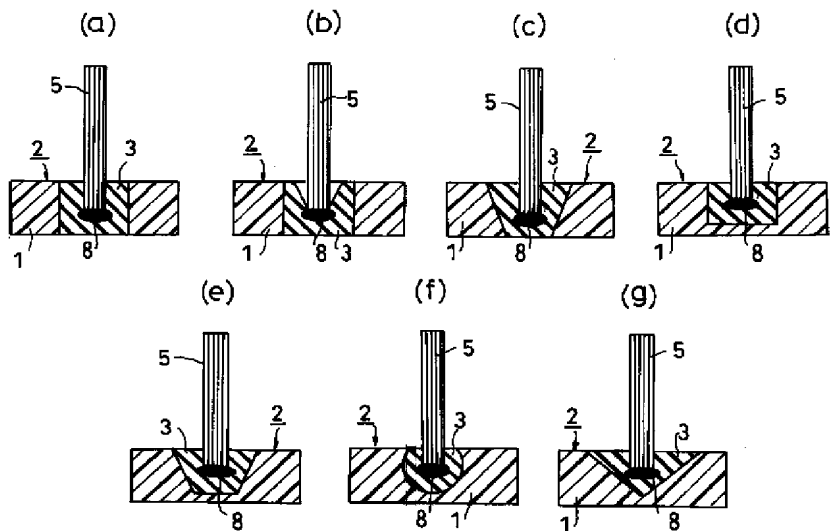 (a) (b) (c) (d)
5 5 5 5
2 3 2 3 2 2 3
1 8 1 8 3 1 8 1 8
(e) (f) (g)
5 5 5
3 2 2 3 2 3
8 8 1 1 8